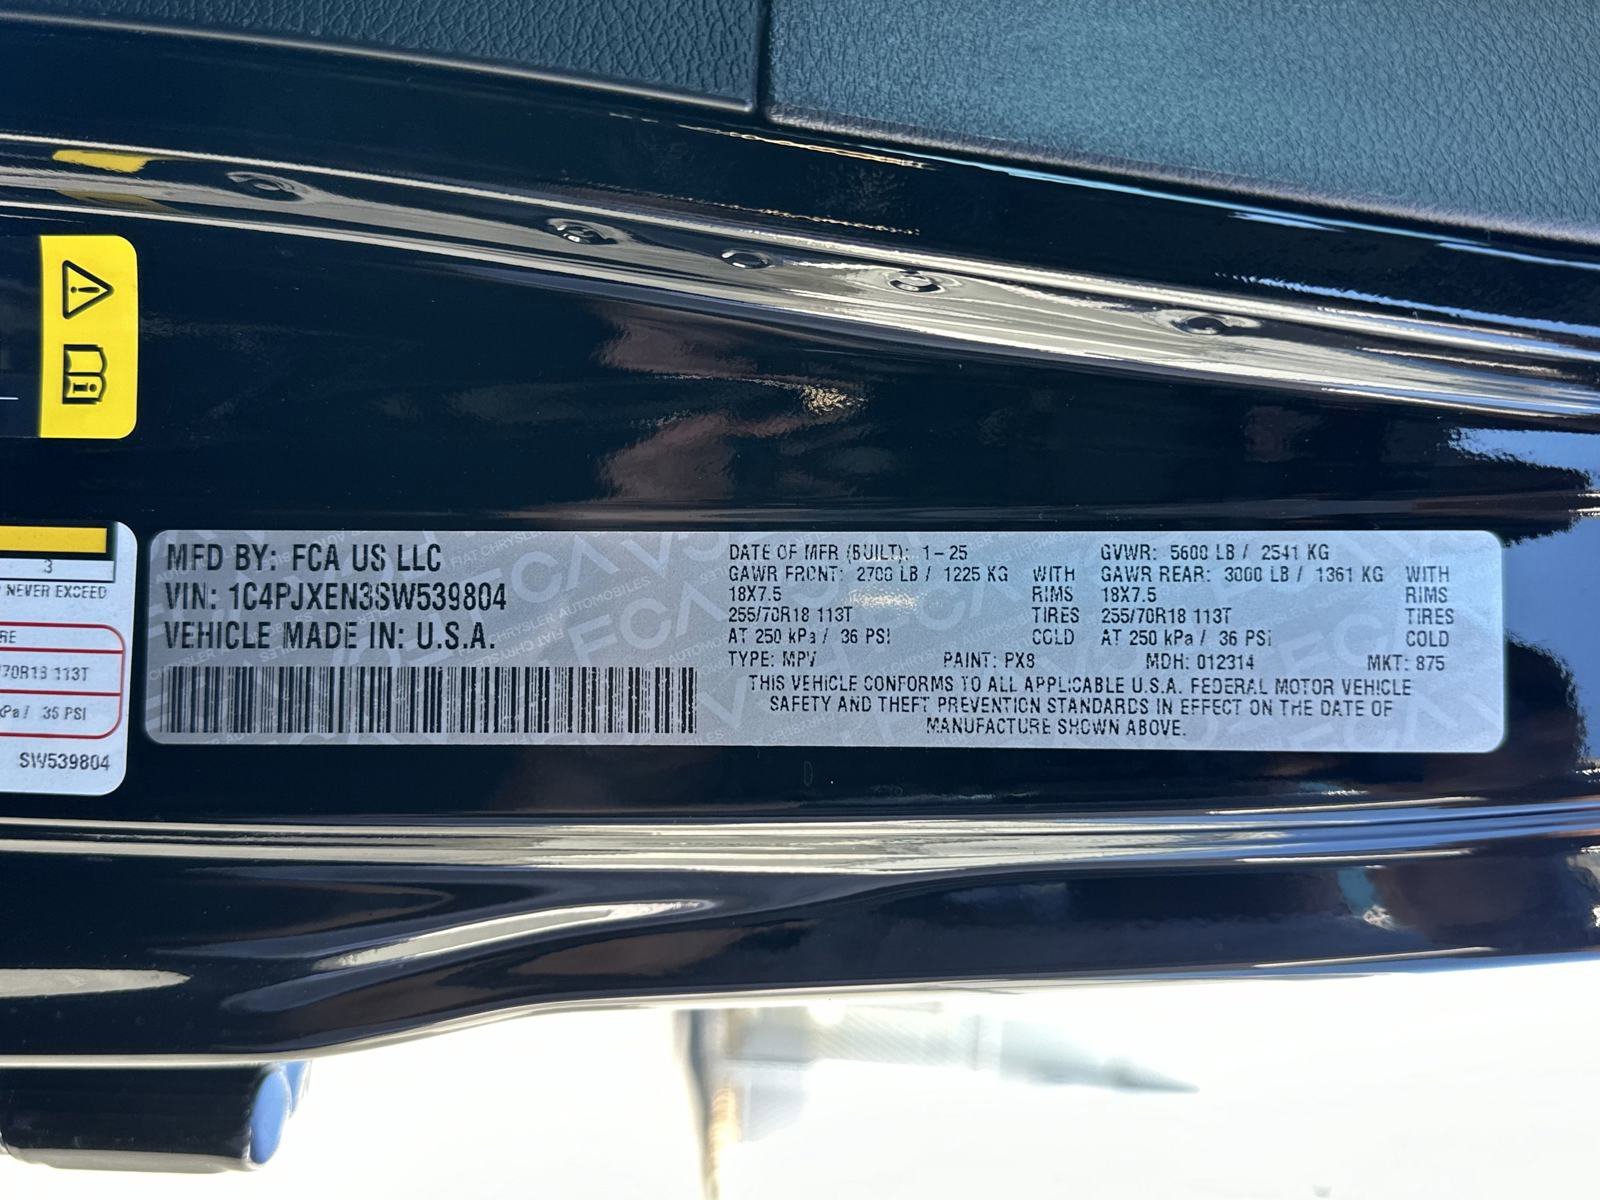 3
NEVER EXCEED
RE
/70R18 113T
kPa / 35 PSI
SW539804
MFD BY: FCA US LLC
VIN: 1C4PJXEN3SW539804
VEHICLE MADE IN: U.S.A.
DATE OF MFR (BUILT): 1-25
GAWR FRONT: 2700 LB / 1225 KG WITH
18X7.5 RIMS
255/70R18 113T TIRES
AT 250 kPa / 36 PSI COLD
GVWR: 5600 LB / 2541 KG
GAWR REAR: 3000 LB / 1361 KG WITH
18X7.5 RIMS
255/70R18 113T TIRES
AT 250 kPa / 36 PSI COLD
TYPE: MPV PAINT: PX8 MDH: 012314 MKT: 875
THIS VEHICLE CONFORMS TO ALL APPLICABLE U.S.A. FEDERAL MOTOR VEHICLE
SAFETY AND THEFT PREVENTION STANDARDS IN EFFECT ON THE DATE OF
MANUFACTURE SHOWN ABOVE.